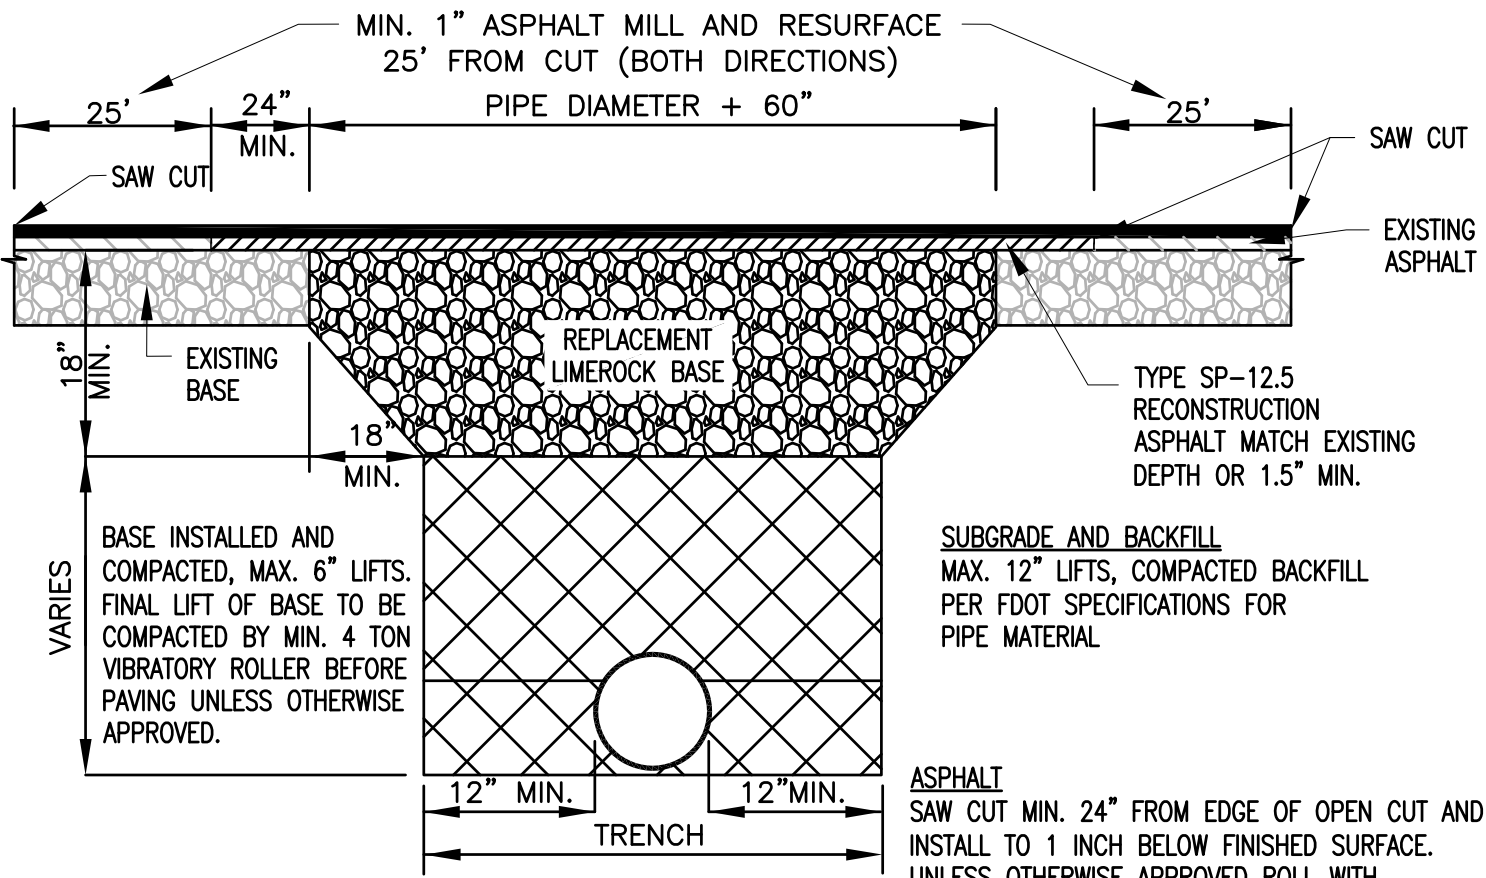 MIN. 1” ASPHALT MILL AND RESURFACE
25’ FROM CUT (BOTH DIRECTIONS)
25’
24”
MIN.
PIPE DIAMETER + 60”
25’
SAW CUT
SAW CUT
EXISTING
ASPHALT
REPLACEMENT
LIMEROCK BASE
18”
MIN.
EXISTING
BASE
TYPE SP-12.5
RECONSTRUCTION
ASPHALT MATCH EXISTING
DEPTH OR 1.5” MIN.
18”
MIN.
VARIES
BASE INSTALLED AND
COMPACTED, MAX. 6” LIFTS.
FINAL LIFT OF BASE TO BE
COMPACTED BY MIN. 4 TON
VIBRATORY ROLLER BEFORE
PAVING UNLESS OTHERWISE
APPROVED.
SUBGRADE AND BACKFILL
MAX. 12” LIFTS, COMPACTED BACKFILL
PER FDOT SPECIFICATIONS FOR
PIPE MATERIAL
12” MIN.
12”MIN.
TRENCH
ASPHALT
SAW CUT MIN. 24” FROM EDGE OF OPEN CUT AND
INSTALL TO 1 INCH BELOW FINISHED SURFACE.
UNLESS OTHERWISE APPROVED ROLL WITH